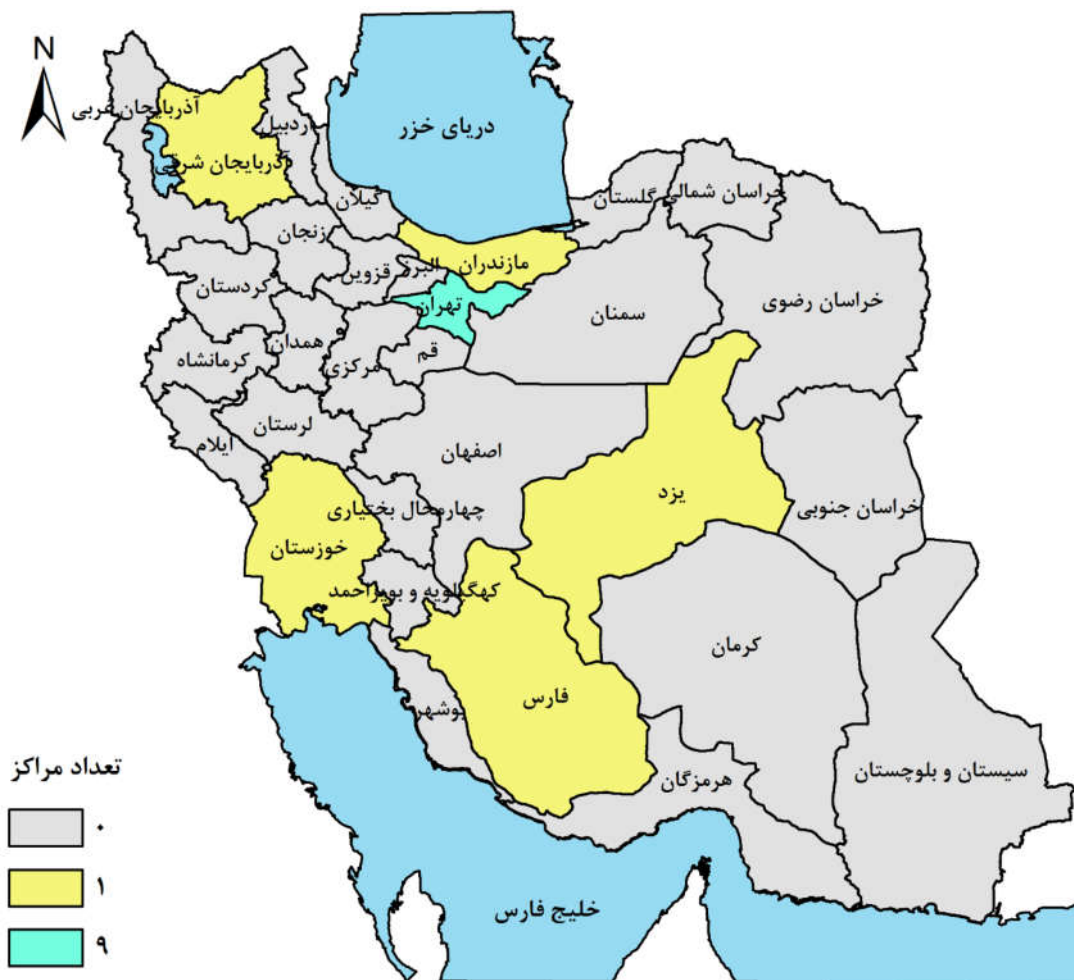 N
دریای خزر
آذربایجان غربی
آذربایجان شرقی
اردبیل
گیلان
گلستان
خراسان شمالی
زنجان
مازندران
قزوین
البرز
کردستان
تهران
سمنان
خراسان رضوی
همدان
کرمانشاه
مرکزی
قم
لرستان
ایلام
اصفهان
یزد
خراسان جنوبی
چهارمحال بختیاری
خوزستان
کهگیلویه و بویراحمد
کرمان
فارس
بوشهر
هرمزگان
سیستان و بلوچستان
خلیج فارس
تعداد مراکز
۰
۱
۹